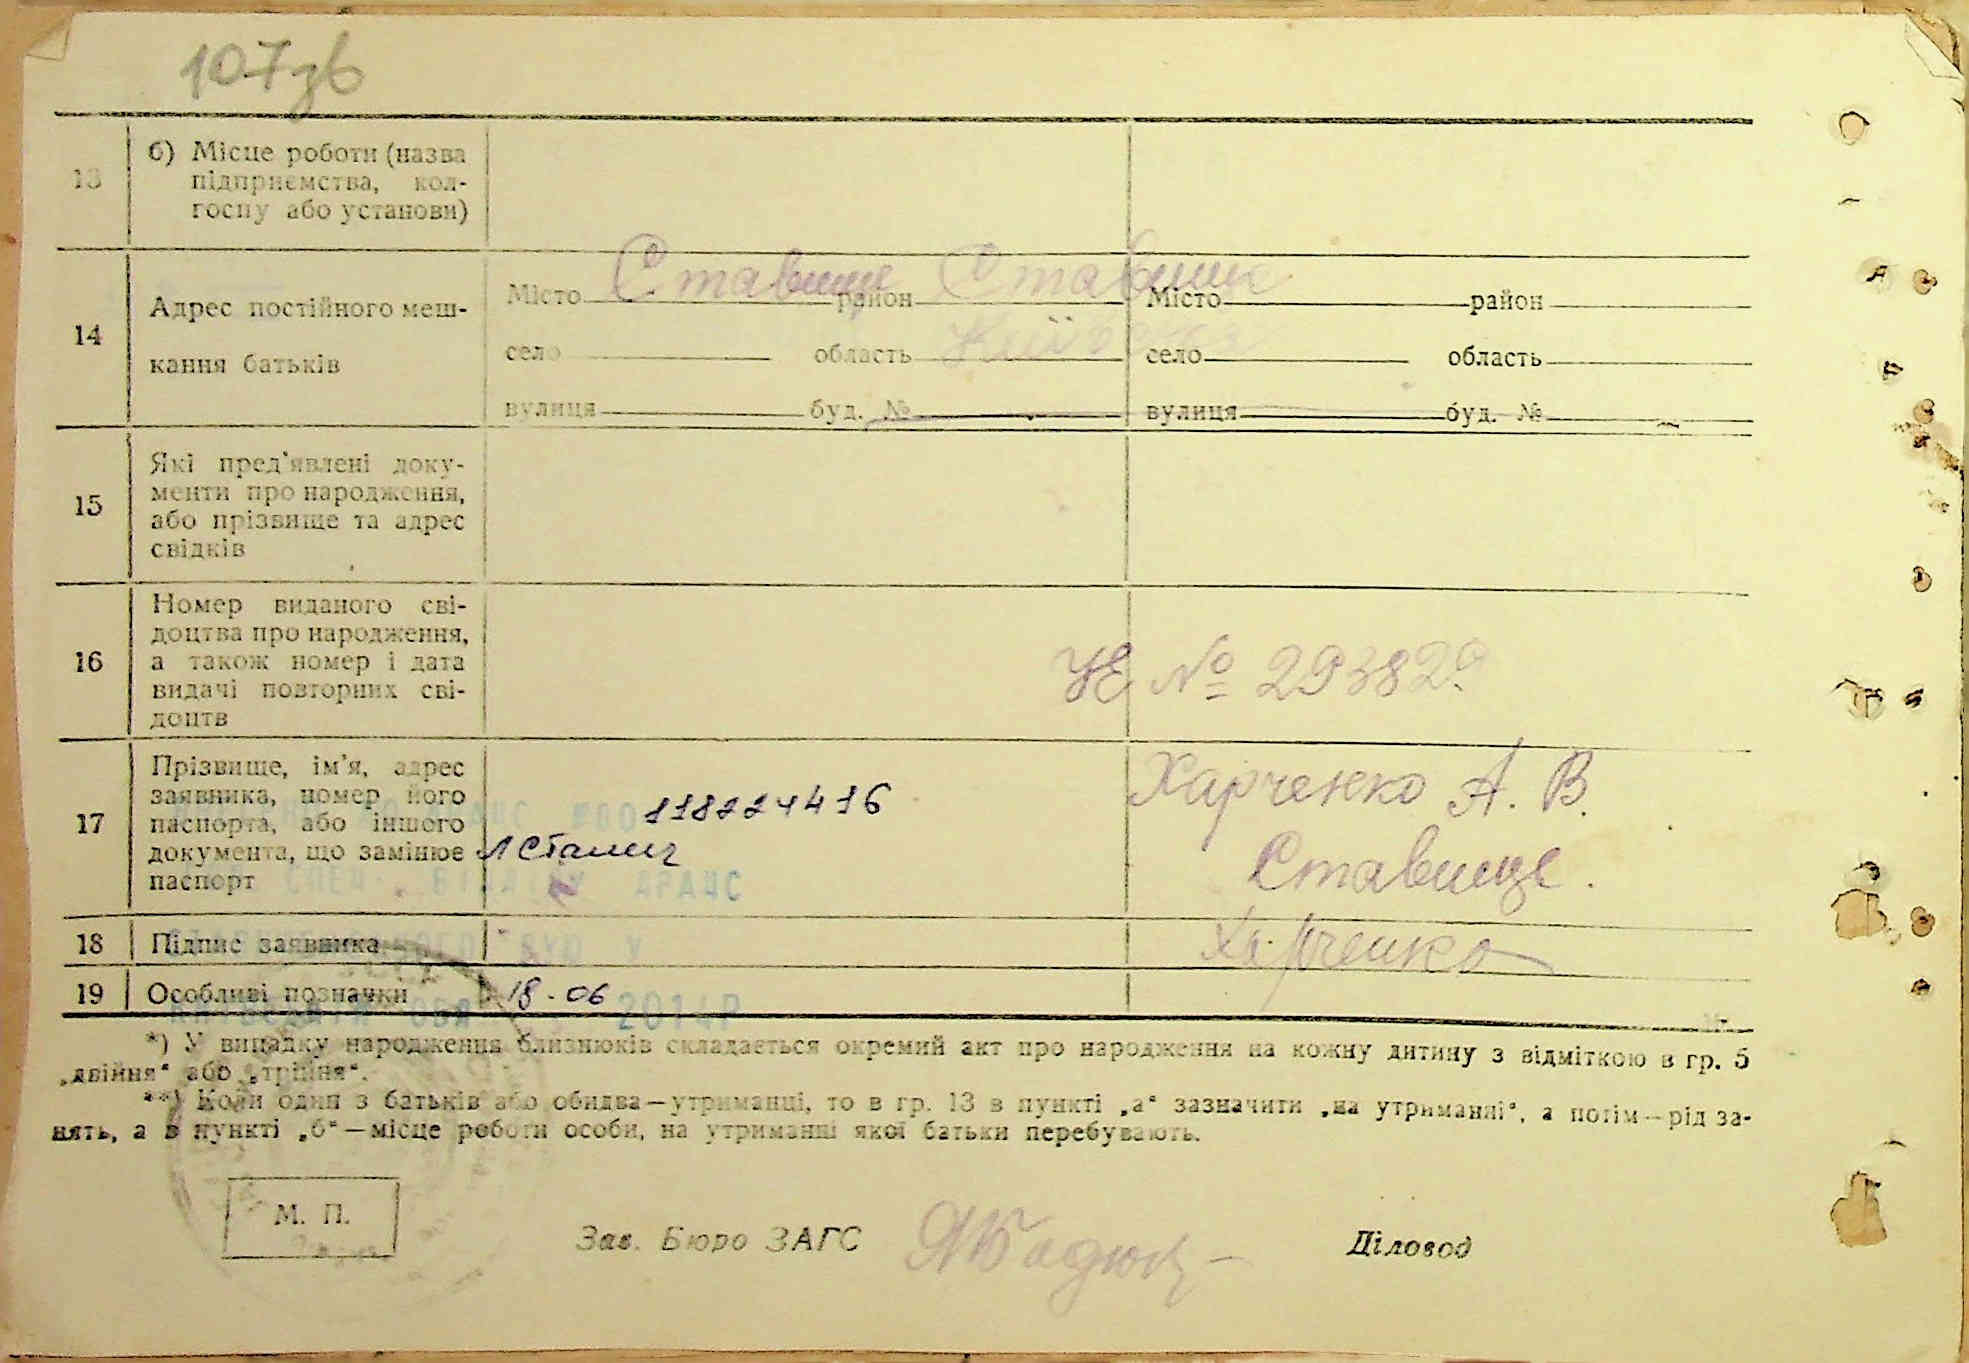 107зв
13
б) Місце роботи (назва
підприємства, кол-
госпу або установи)
14
Адрес постійного меш-
кання батьків
Місто Ставище район Ставищ Місто район
село область Київська село область
вулиця буд. № вулиця буд. №
15
Які пред'явлені доку-
менти про народження,
або прізвище та адрес
свідків
16
Номер виданого сві-
доцтва про народження,
а також номер і дата
видачі повторних сві-
доцтв
УЕ № 293829
17
Прізвище, ім'я, адрес
заявника, номер його
паспорта, або іншого
документа, що замінює
паспорт
118224416
Харченко А. В.
Ставище.
СПЕЦ. ВІДДІЛУ ДРАЦС
18 Підпис заявника
Харченко
19 Особливі позначки
18-06 2014Р
*) У випадку народження близнюків складається окремий акт про народження на кожну дитину з відміткою в гр. 5
„двійня“ або „трійня“.
**) Коли один з батьків або обидва—утриманці, то в гр. 13 в пункті „а“ зазначити „на утриманні“, а потім—рід за-
нять, а в пункті „б“—місце роботи особи, на утриманні якої батьки перебувають.
М. П.
Зав. Бюро ЗАГС
Діловод